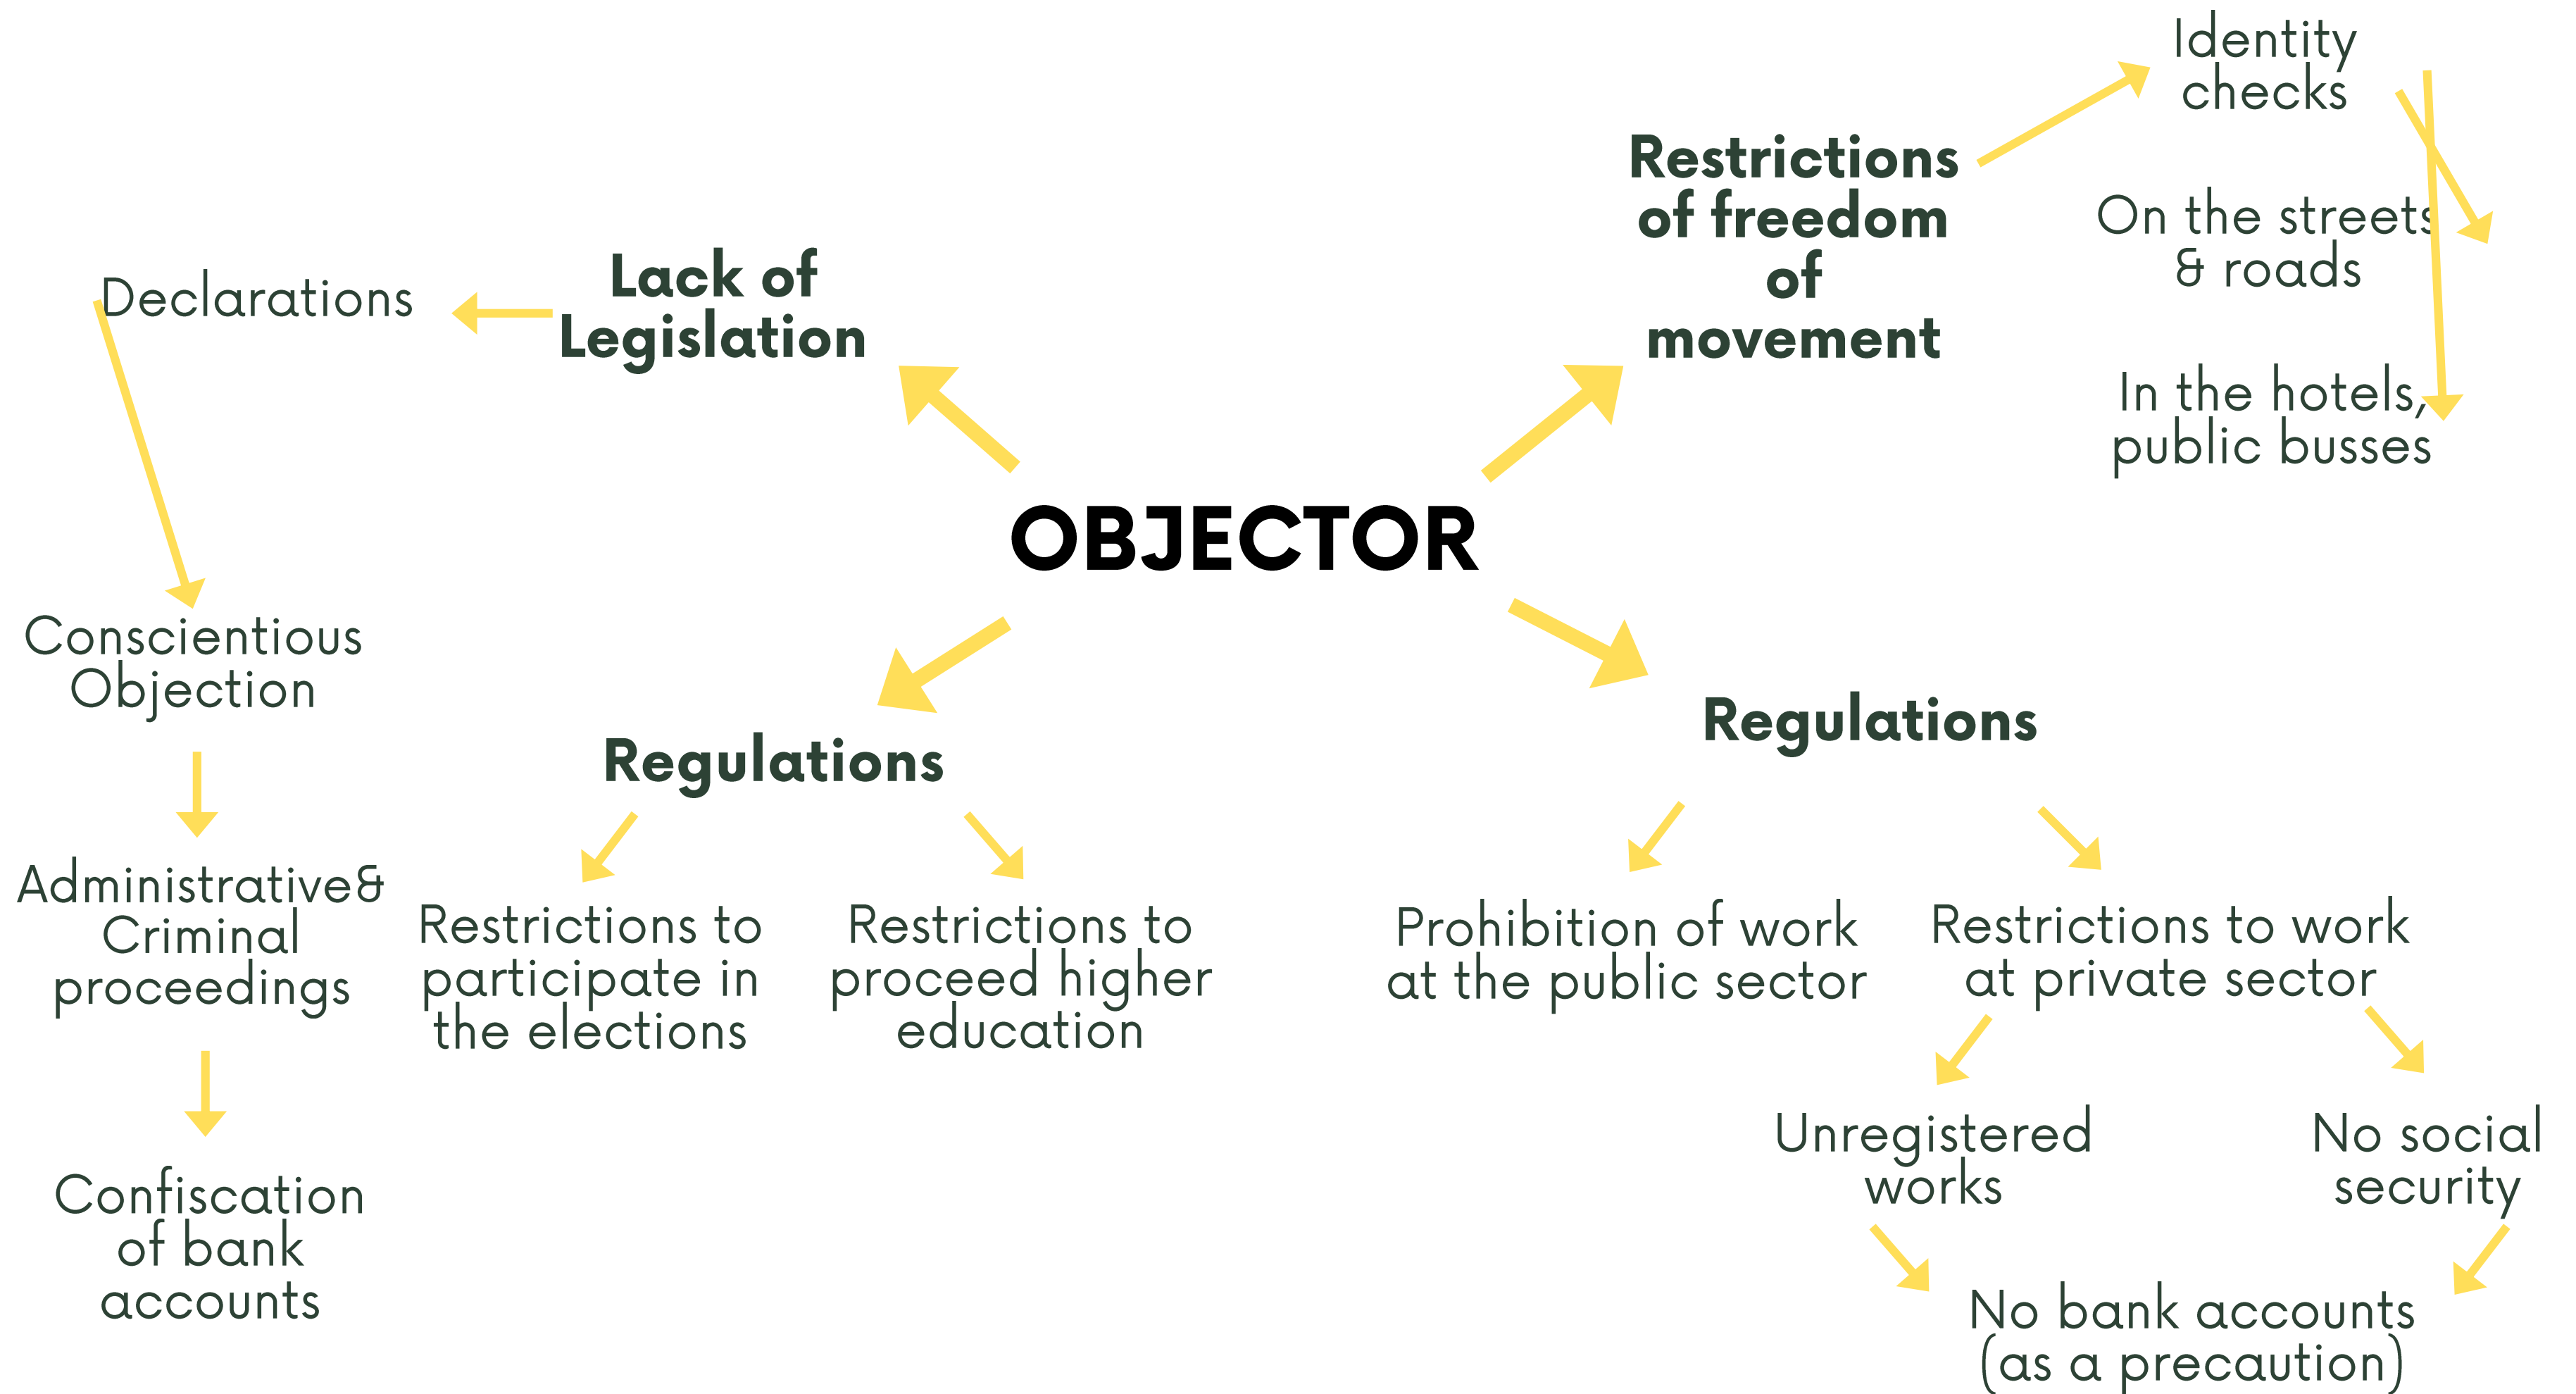 Identity
checks
Restrictions
of freedom
of
movement
On the streets
& roads
In the hotels,
public busses
Lack of
Legislation
Declarations
OBJECTOR
Conscientious
Objection
Administrative&
Criminal
proceedings
Confiscation
of bank
accounts
Regulations
Restrictions to
participate in
the elections
Restrictions to
proceed higher
education
Regulations
Prohibition of work
at the public sector
Restrictions to work
at private sector
Unregistered
works
No social
security
No bank accounts
(as a precaution)